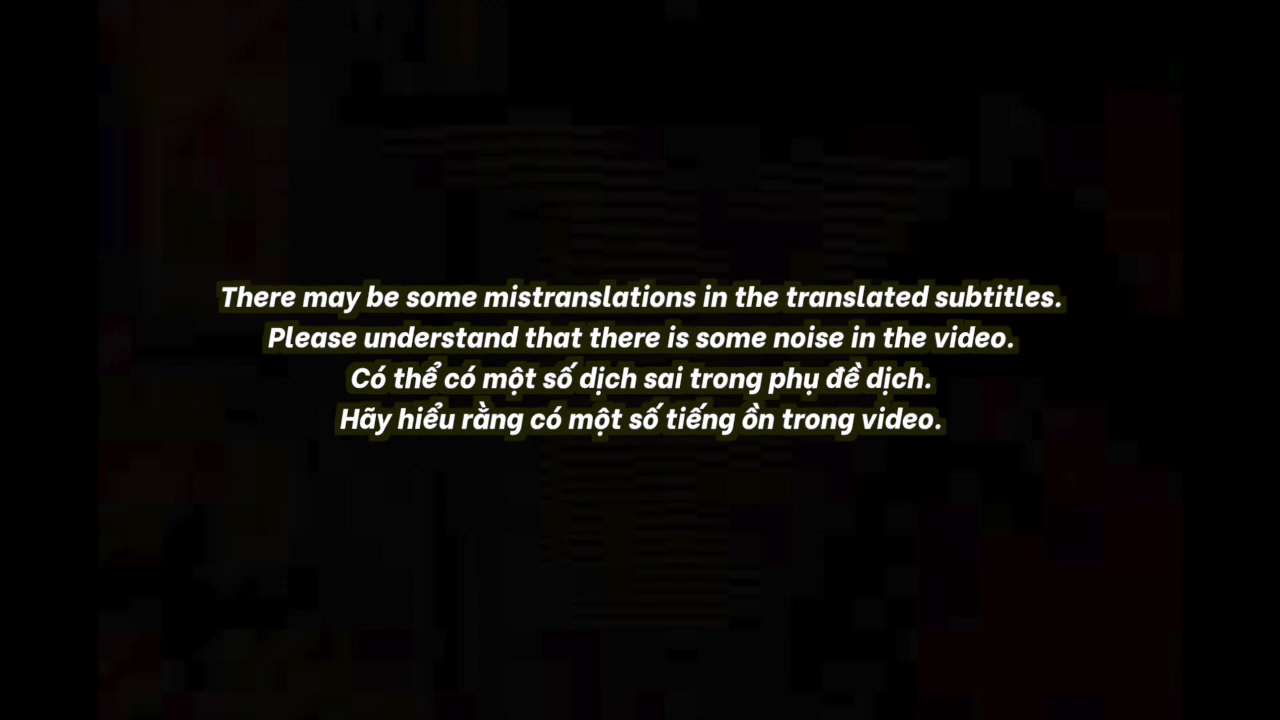 There may be some mistranslations in the translated subtitles.
Please understand that there is some noise in the video.
Có thể có một số dịch sai trong phụ đề dịch.
Hãy hiểu rằng có một số tiếng ồn trong video.